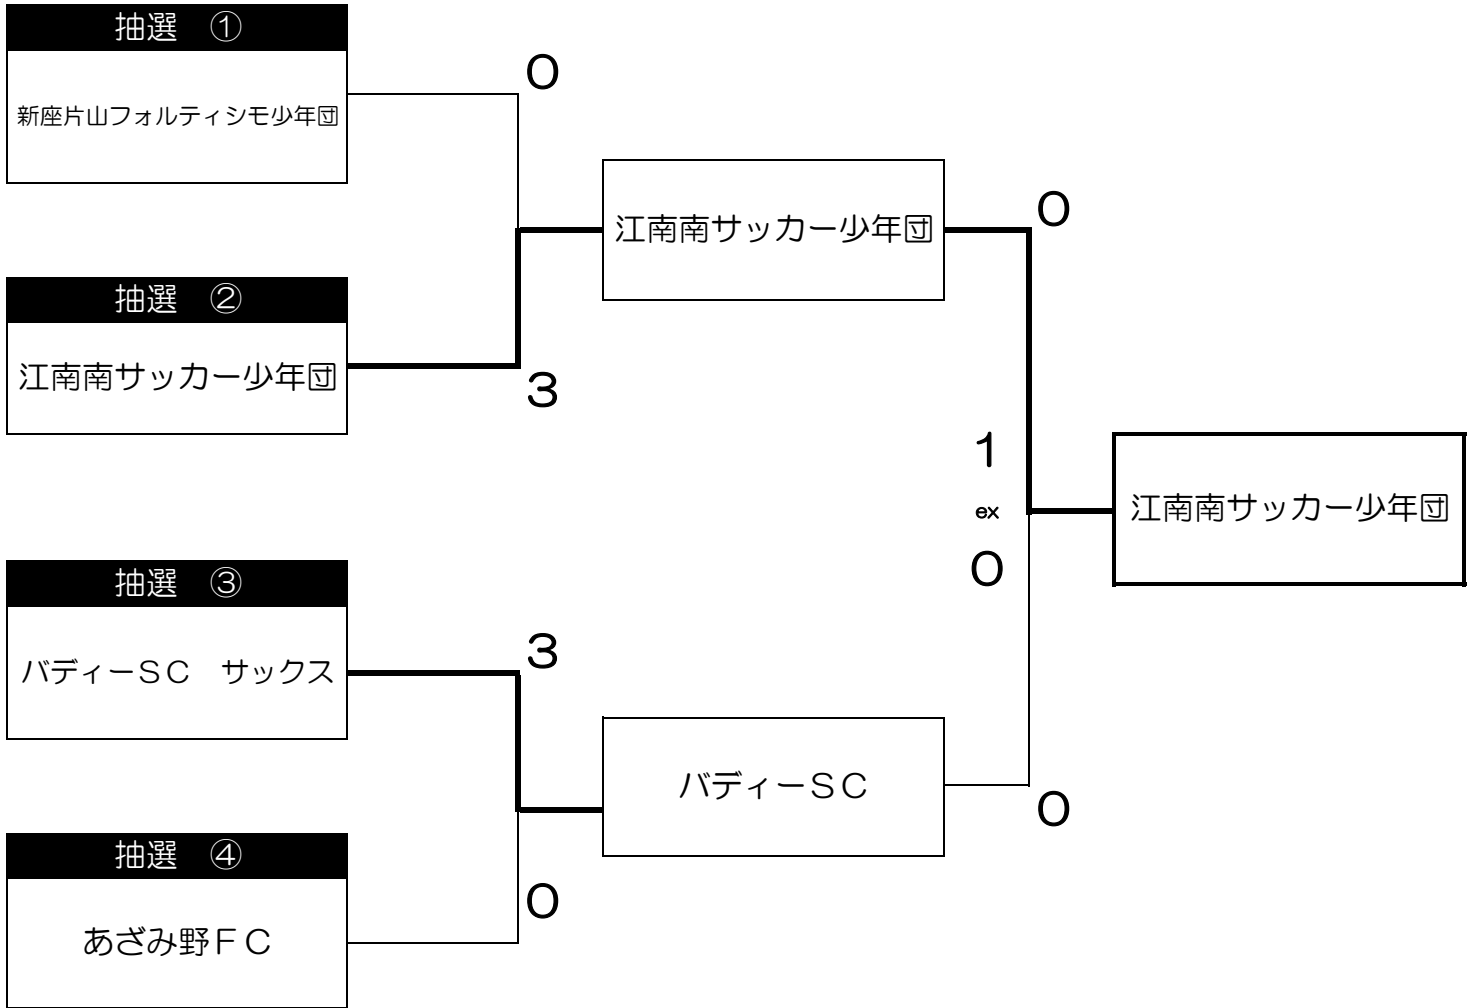 抽選　①
新座片山フォルティシモ少年団
0
抽選　②
江南南サッカー少年団
3
江南南サッカー少年団
0
1
ex
0
江南南サッカー少年団
抽選　③
バディーＳＣ　サックス
3
抽選　④
あざみ野ＦＣ
0
バディーＳＣ
0